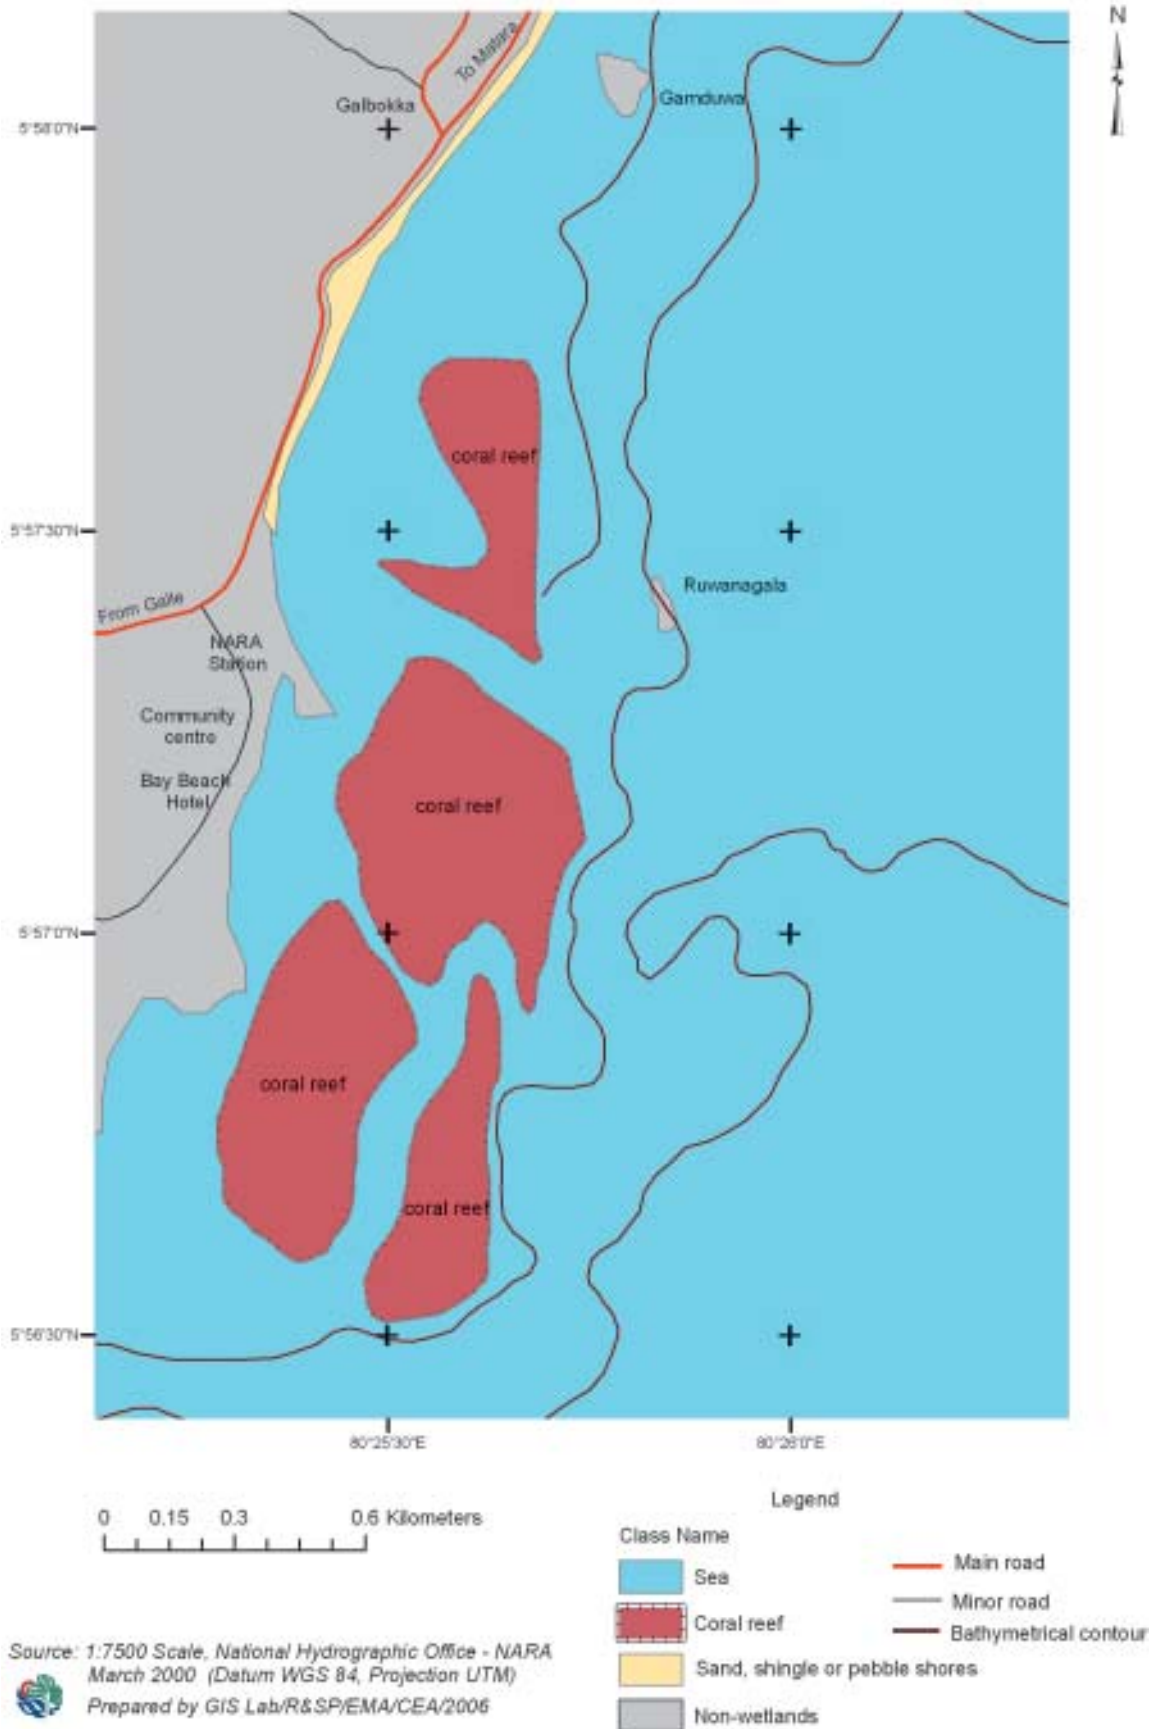 N
To Matara
Galbokka
Gamduwa
5°58'0"N
coral reef
5°57'30"N
Ruwanagala
From Galle
NARA
Station
Community
centre
Bay Beach
Hotel
coral reef
5°57'0"N
coral reef
coral reef
5°56'30"N
80°25'30"E
80°26'0"E
0 0.15 0.3 0.6 Kilometers
Legend
Class Name
Sea
Coral reef
Sand, shingle or pebble shores
Non-wetlands
Main road
Minor road
Bathymetrical contour
Source: 1:7500 Scale, National Hydrographic Office - NARA
March 2000 (Datum WGS 84, Projection UTM)
Prepared by GIS Lab/R&SP/EMA/CEA/2006